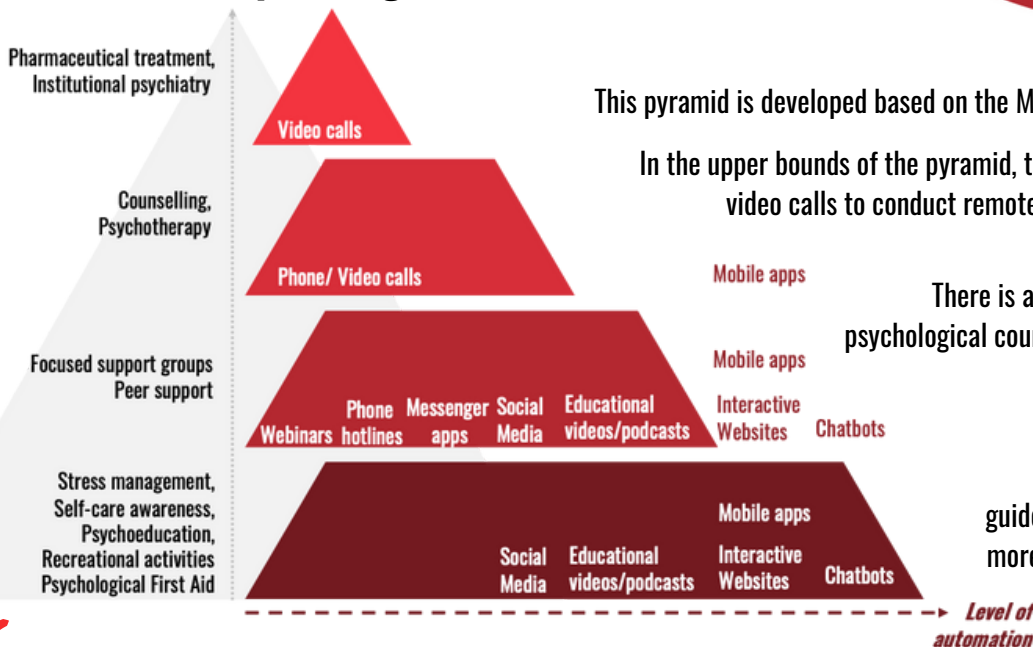 Pharmaceutical treatment,
Institutional psychiatry
Video calls
This pyramid is developed based on the M
In the upper bounds of the pyramid, t
video calls to conduct remote
Counselling,
Psychotherapy
Phone/ Video calls
Mobile apps
There is a
psychological cour
Focused support groups
Peer support
Mobile apps
Webinars
Phone
hotlines
Messenger
apps
Social
Media
Educational
videos/podcasts
Interactive
Websites
Chatbots
Stress management,
Self-care awareness,
Psychoeducation,
Recreational activities
Psychological First Aid
Mobile apps
Social
Media
Educational
videos/podcasts
Interactive
Websites
Chatbots
guide
more
Level of
automation